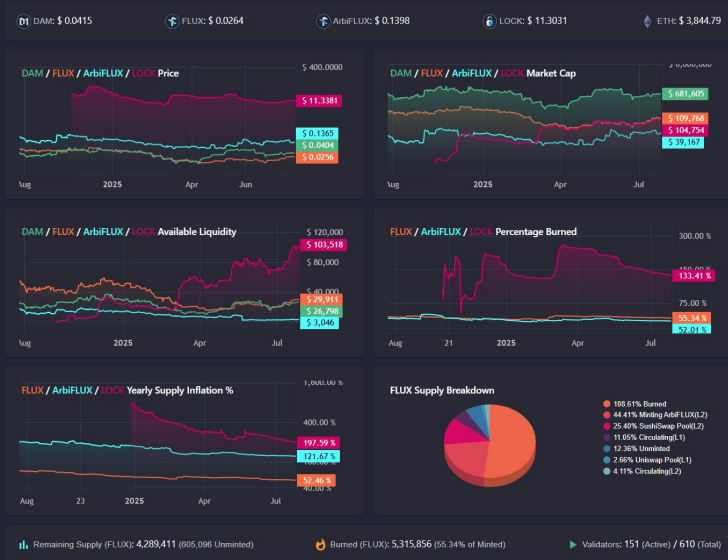 DAM: $ 0.0415
FLUX: $ 0.0264
ArbiFLUX: $ 0.1398
LOCK: $ 11.3031
ETH: $ 3,844.79
DAM / FLUX / ArbiFLUX / LOCK Price
$ 400.0000
$ 11.3381
$ 0.1365
$ 0.0404
$ 0.0256
Aug 2025 Apr Jun
DAM / FLUX / ArbiFLUX / LOCK Market Cap
$ 681,605
$ 109,768
$ 104,754
$ 39,167
Aug 2025 Apr Jul
DAM / FLUX / ArbiFLUX / LOCK Available Liquidity
$ 120,000
$ 103,518
$ 80,000
$ 40,000
$ 29,911
$ 26,798
$ 3,046
Aug 2025 Apr Jul
FLUX / ArbiFLUX / LOCK Percentage Burned
300.00 %
133.41 %
75.00 %
55.34 %
52.01 %
Aug 21 2025 Apr Jul
FLUX / ArbiFLUX / LOCK Yearly Supply Inflation %
1,600.00 %
400.00 %
197.59 %
121.67 %
52.46 %
40.00 %
Aug 23 2025 Apr Jul
FLUX Supply Breakdown
108.61% Burned
44.41% Minting ArbiFLUX(L2)
25.40% SushiSwap Pool(L2)
11.05% Circulating(L1)
12.36% Unminted
2.66% Uniswap Pool(L1)
4.11% Circulating(L2)
Remaining Supply (FLUX): 4,289,411 (605,096 Unminted)
Burned (FLUX): 5,315,856 (55.34% of Minted)
Validators: 151 (Active) / 610 (Total)